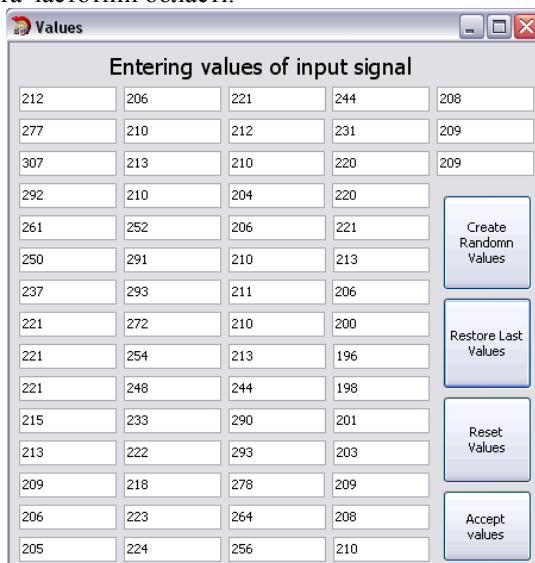 та частотній області.
Values
Entering values of input signal
212 206 221 244 208
277 210 212 231 209
307 213 210 220 209
292 210 204 220
261 252 206 221
250 291 210 213
237 293 211 206
221 272 210 200
221 254 213 196
221 248 244 198
215 233 290 201
213 222 293 203
209 218 278 209
206 223 264 208
205 224 256 210
Create
Randomn
Values
Restore Last
Values
Reset
Values
Accept
values